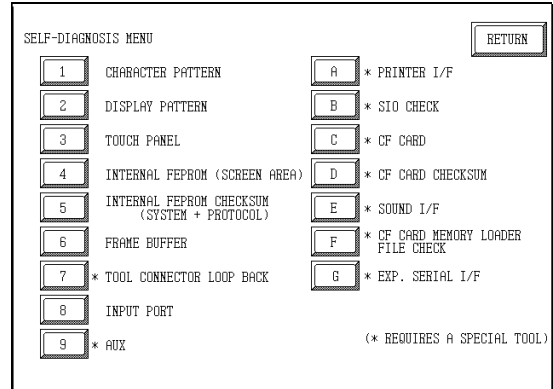 SELF-DIAGNOSIS MENU
RETURN
1 CHARACTER PATTERN
2 DISPLAY PATTERN
3 TOUCH PANEL
4 INTERNAL FEPROM (SCREEN AREA)
5 INTERNAL FEPROM CHECKSUM
(SYSTEM + PROTOCOL)
6 FRAME BUFFER
7 * TOOL CONNECTOR LOOP BACK
8 INPUT PORT
9 * AUX
A * PRINTER I/F
B * SIO CHECK
C * CF CARD
D * CF CARD CHECKSUM
E * SOUND I/F
F * CF CARD MEMORY LOADER
FILE CHECK
G * EXP. SERIAL I/F
(* REQUIRES A SPECIAL TOOL)